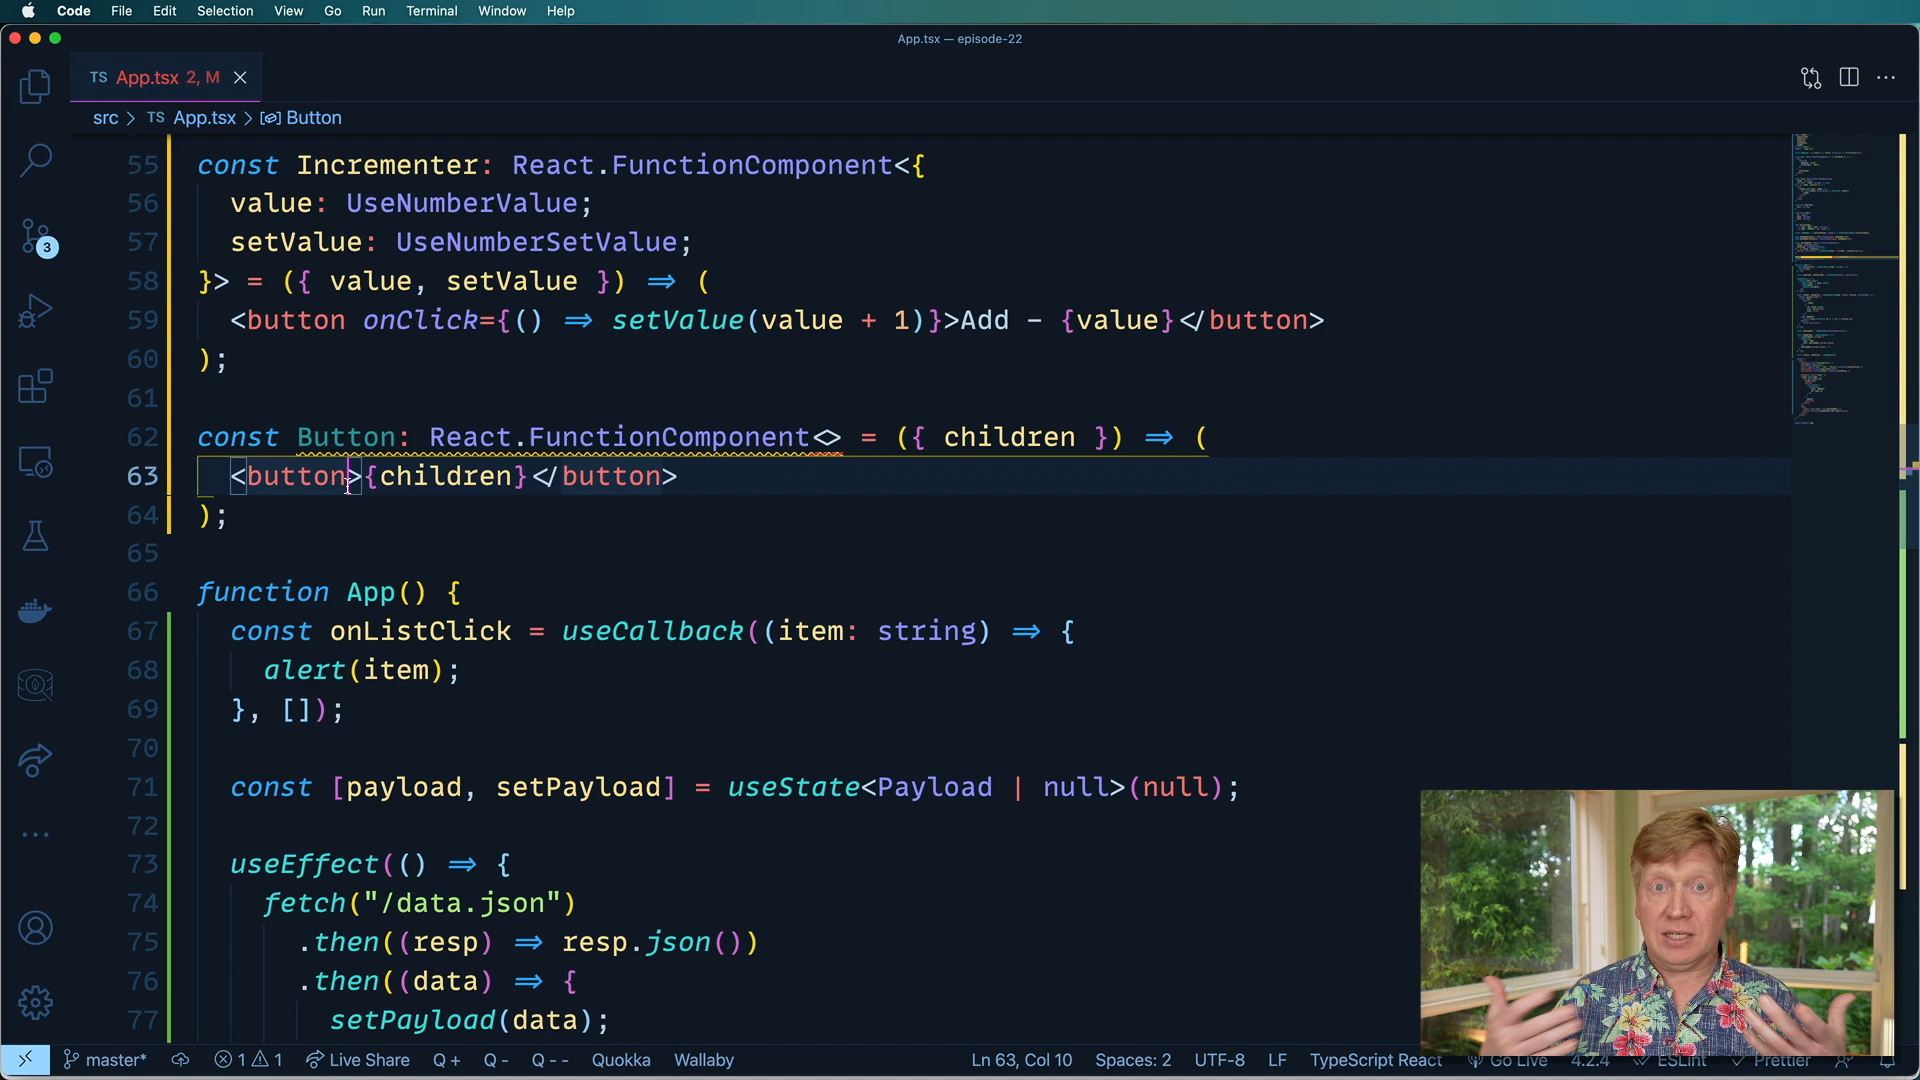 Code File Edit Selection View Go Run Terminal Window Help
App.tsx — episode-22
TS App.tsx 2, M
src > TS App.tsx > Button
55 const Incrementer: React.FunctionComponent<{
56 value: UseNumberValue;
57 setValue: UseNumberSetValue;
58 }> = ({ value, setValue }) => (
59 <button onClick={() => setValue(value + 1)}>Add - {value}</button>
60 );
61
62 const Button: React.FunctionComponent<> = ({ children }) => (
63 <button>{children}</button>
64 );
65
66 function App() {
67 const onListClick = useCallback((item: string) => {
68 alert(item);
69 }, []);
70
71 const [payload, setPayload] = useState<Payload | null>(null);
72
73 useEffect(() => {
74 fetch("/data.json")
75 .then((resp) => resp.json())
76 .then((data) => {
77 setPayload(data);
3
master* 1 1 Live Share Q + Q - Q -- Quokka Wallaby Ln 63, Col 10 Spaces: 2 UTF-8 LF TypeScript React Go Live 4.2.4 ESLint Prettier